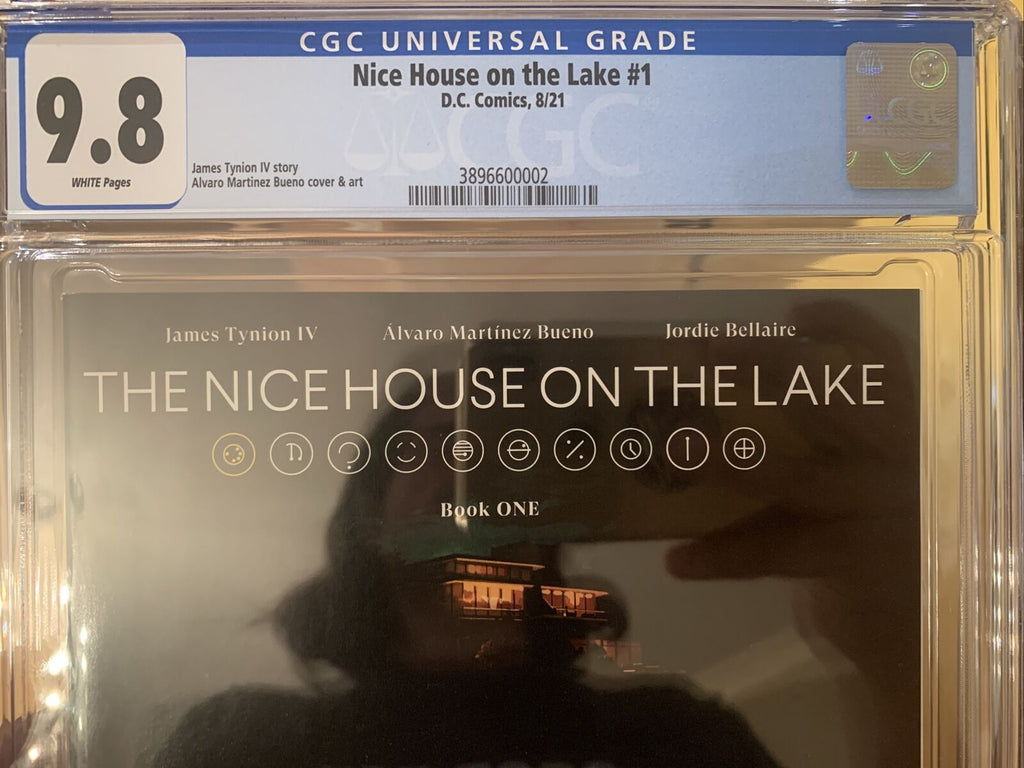 CGC UNIVERSAL GRADE
9.8
WHITE Pages
Nice House on the Lake #1
D.C. Comics, 8/21
James Tynion IV story
Alvaro Martinez Bueno cover & art
3896600002
CGC
CGC
James Tynion IV Álvaro Martínez Bueno Jordie Bellaire
THE NICE HOUSE ON THE LAKE
Book ONE